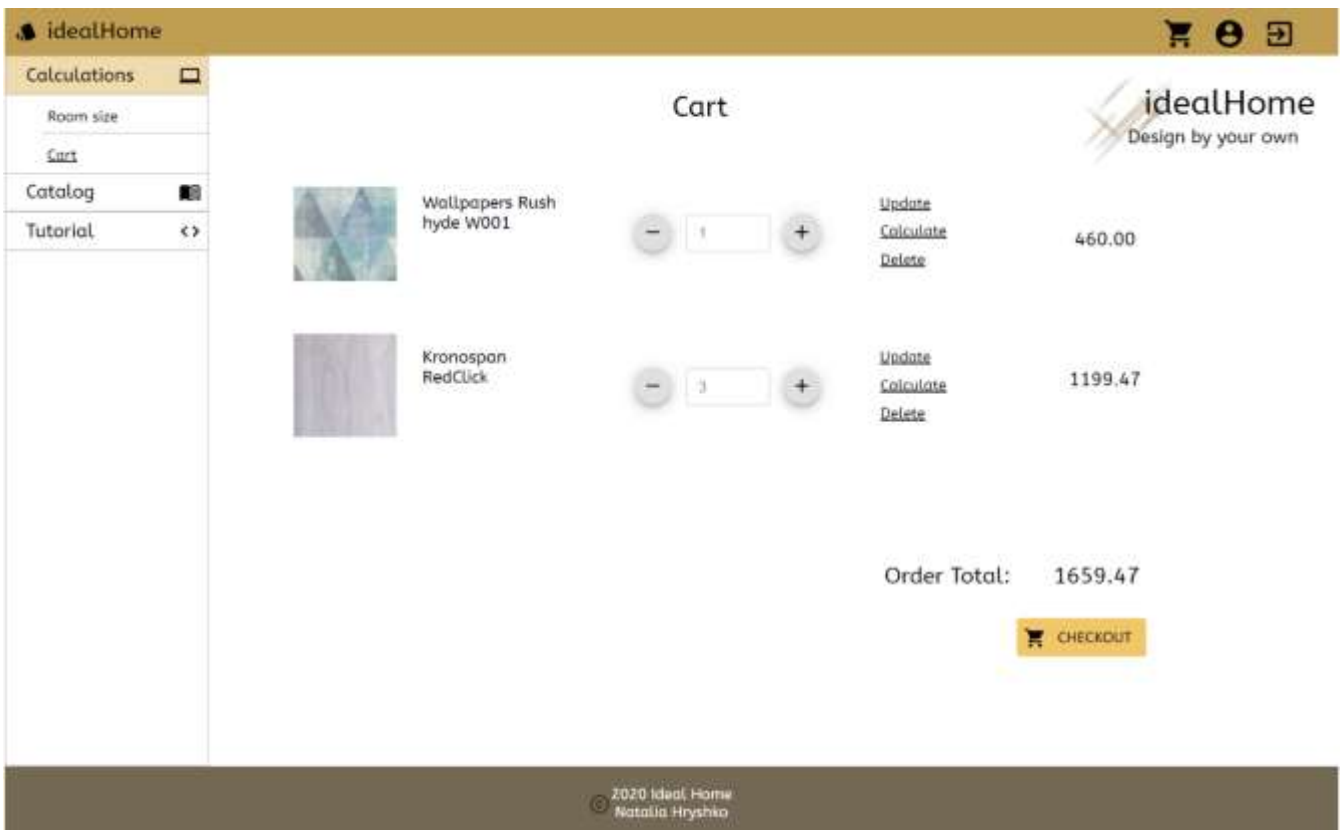 idealHome
Calculations
Room size
Cart
Catalog
Tutorial
Cart
idealHome
Design by your own
Wallpapers Rush
hyde W001
− 1 +
Update
Calculate
Delete
460.00
Kronospan
RedClick
− 3 +
Update
Calculate
Delete
1199.47
Order Total: 1659.47
CHECKOUT
© 2020 Ideal Home
Natalia Hryshko